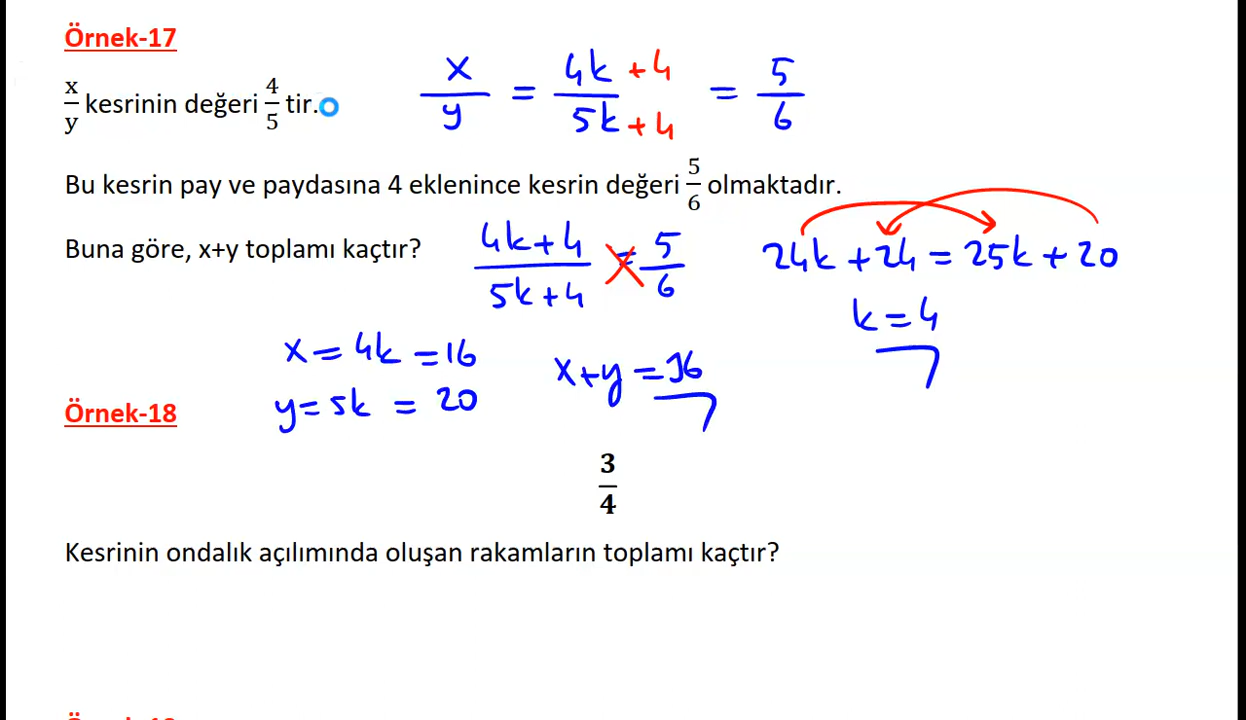 Örnek-17
x/y kesrinin değeri 4/5 tir.
x/y = 4k+4/5k+4 = 5/6
Bu kesrin pay ve paydasına 4 eklenince kesrin değeri 5/6 olmaktadır.
Buna göre, x+y toplamı kaçtır?
4k+4/5k+4 = 5/6
24k+24=25k+20
k=4
x=4k=16
y=5k=20
x+y=36
Örnek-18
3/4
Kesrinin ondalık açılımında oluşan rakamların toplamı kaçtır?